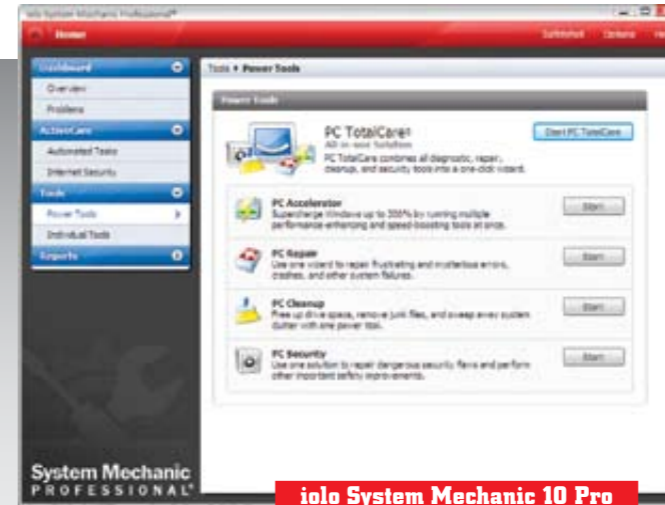 iolo System Mechanic Professional®
Home
SafetyNet Options
Dashboard
Tools Power Tools
Overview
Problems
ActiveCare
Automated Tasks
Internet Security
Tools
Power Tools
Individual Tools
Reports
Power Tools
PC TotalCare
All-in-one Solution
PC TotalCare combines all diagnostic, repair,
cleanup, and security tools into a one-click wizard.
Start PC TotalCare
PC Accelerator
Supercharge Windows up to 300% by running multiple
performance-enhancing and speed-boosting tools at once.
Start
PC Repair
Use one wizard to repair frustrating and mysterious errors,
crashes, and other system failures.
Start
PC Cleanup
Free up drive space, remove junk files, and sweep away system
clutter with one power tool.
Start
PC Security
Use one solution to repair dangerous security flaws and perform
other important safety improvements.
Start
System Mechanic
PROFESSIONAL®
iolo System Mechanic 10 Pro